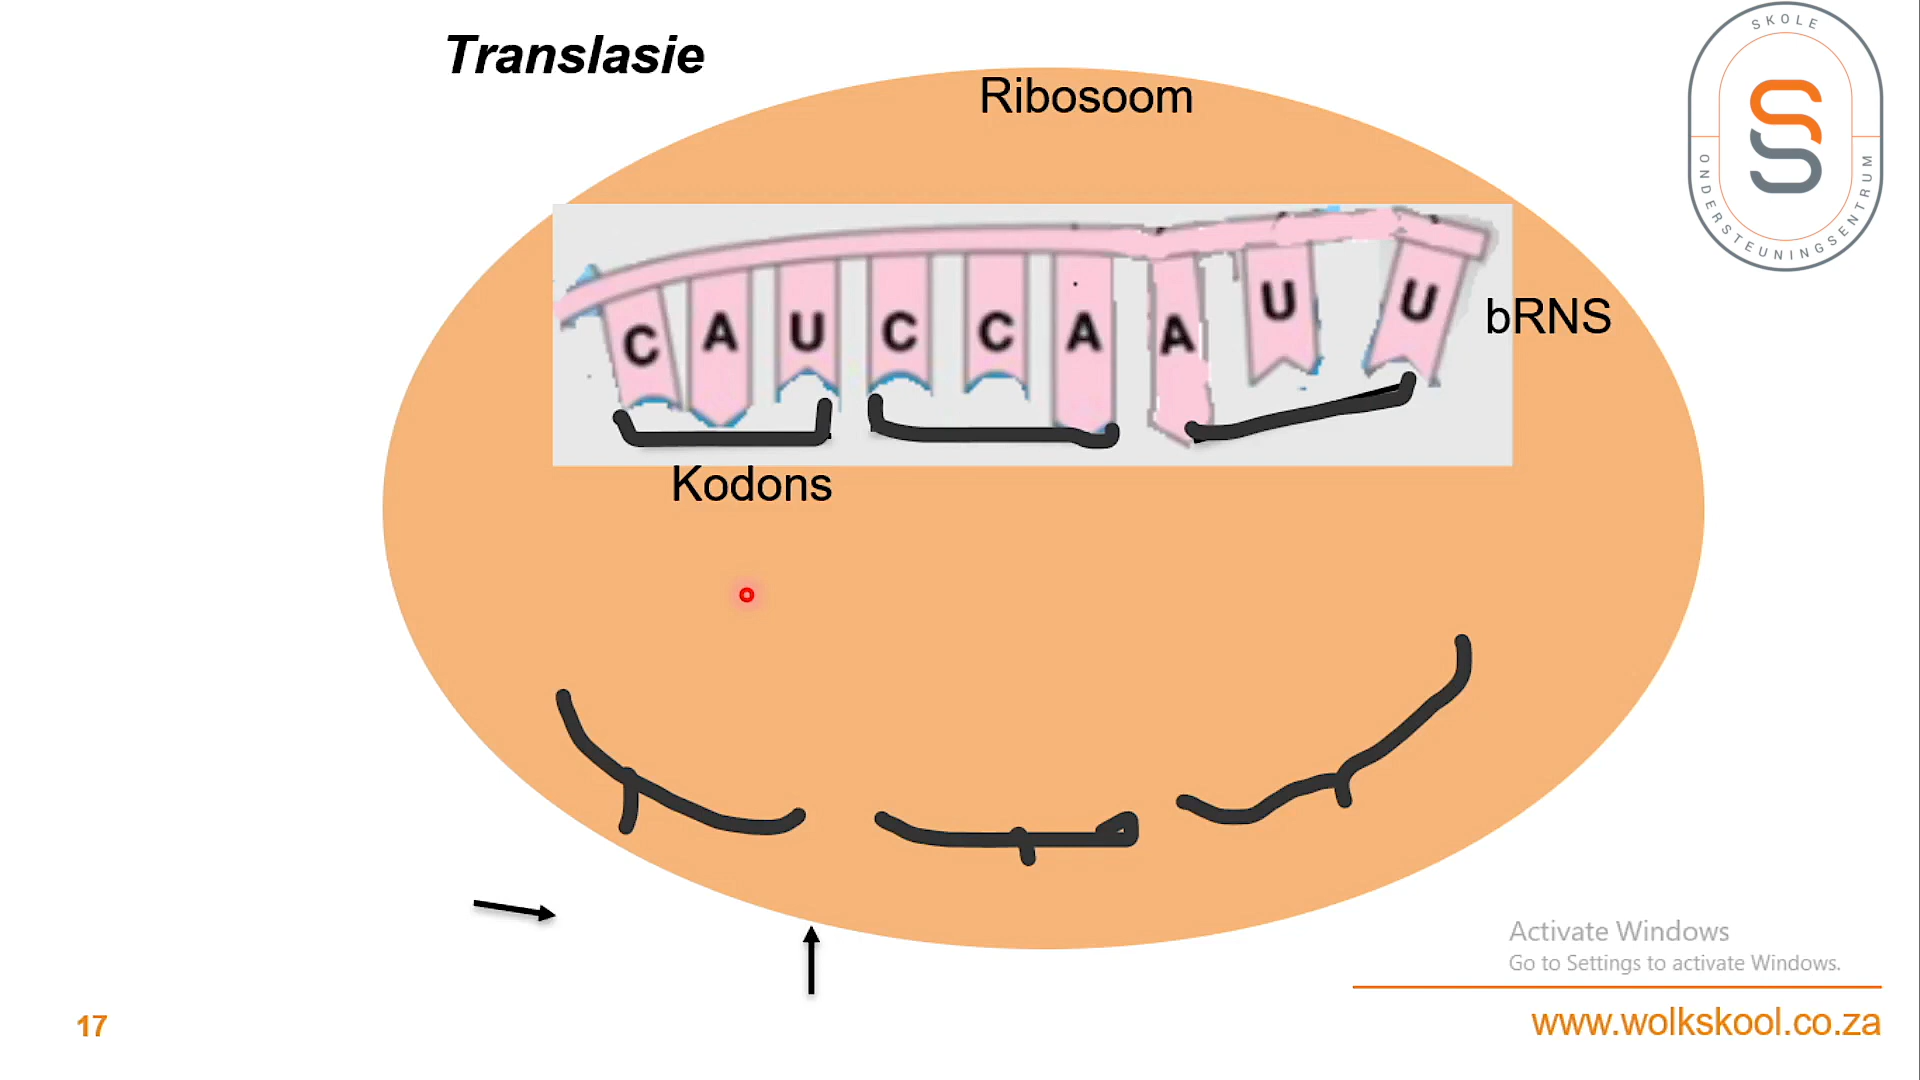 Translasie
Ribosoom
SKOLE
ONDERSTEUNINGSENTRUM
C A U C C A A U U
bRNS
Kodons
Activate Windows
Go to Settings to activate Windows.
17
www.wolkskool.co.za